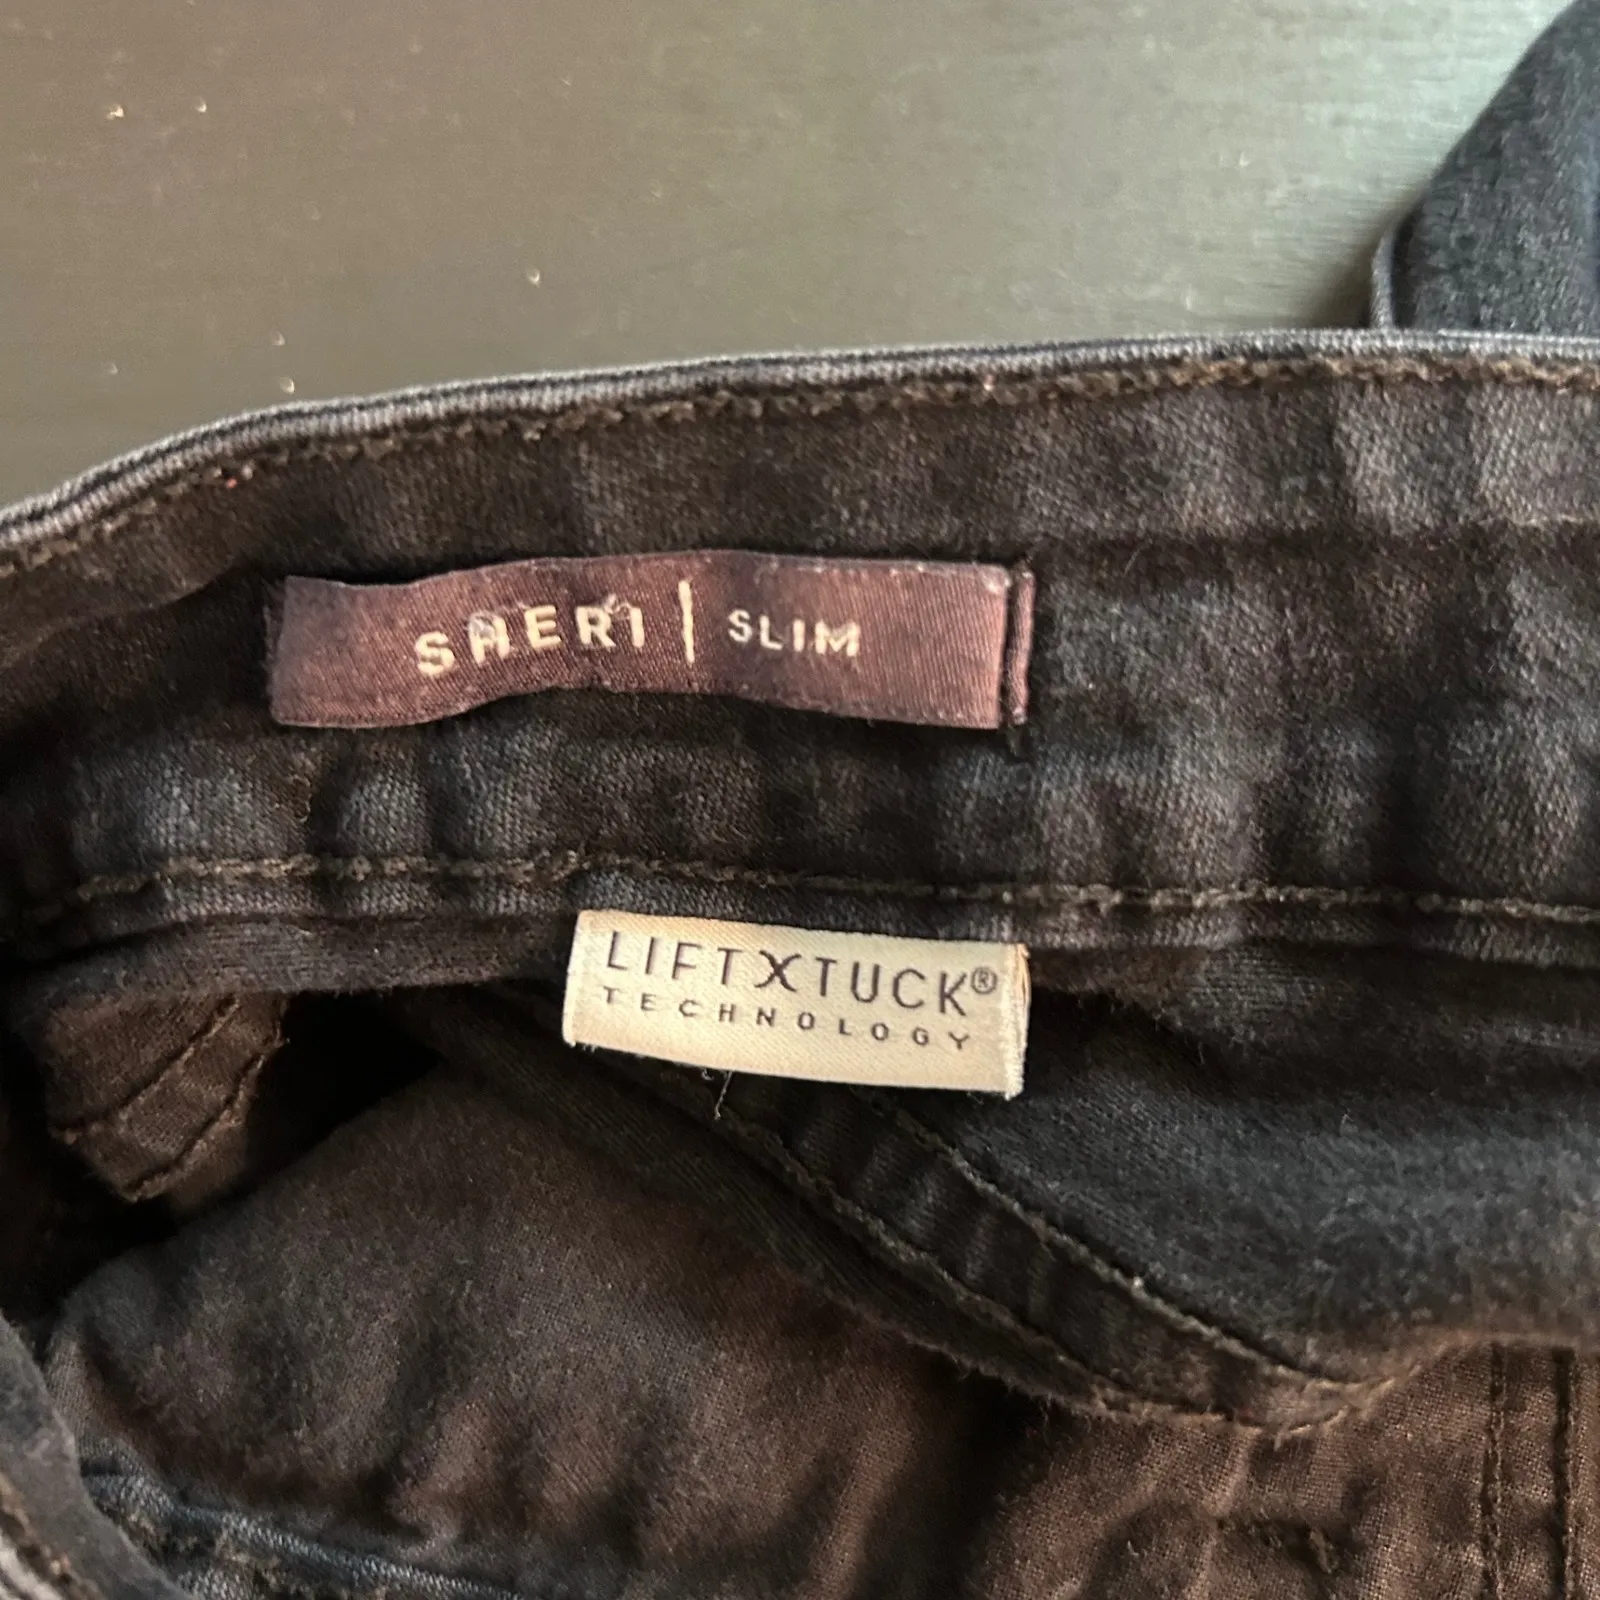 SHERI | SLIM
LIFTXTUCK®
TECHNOLOGY